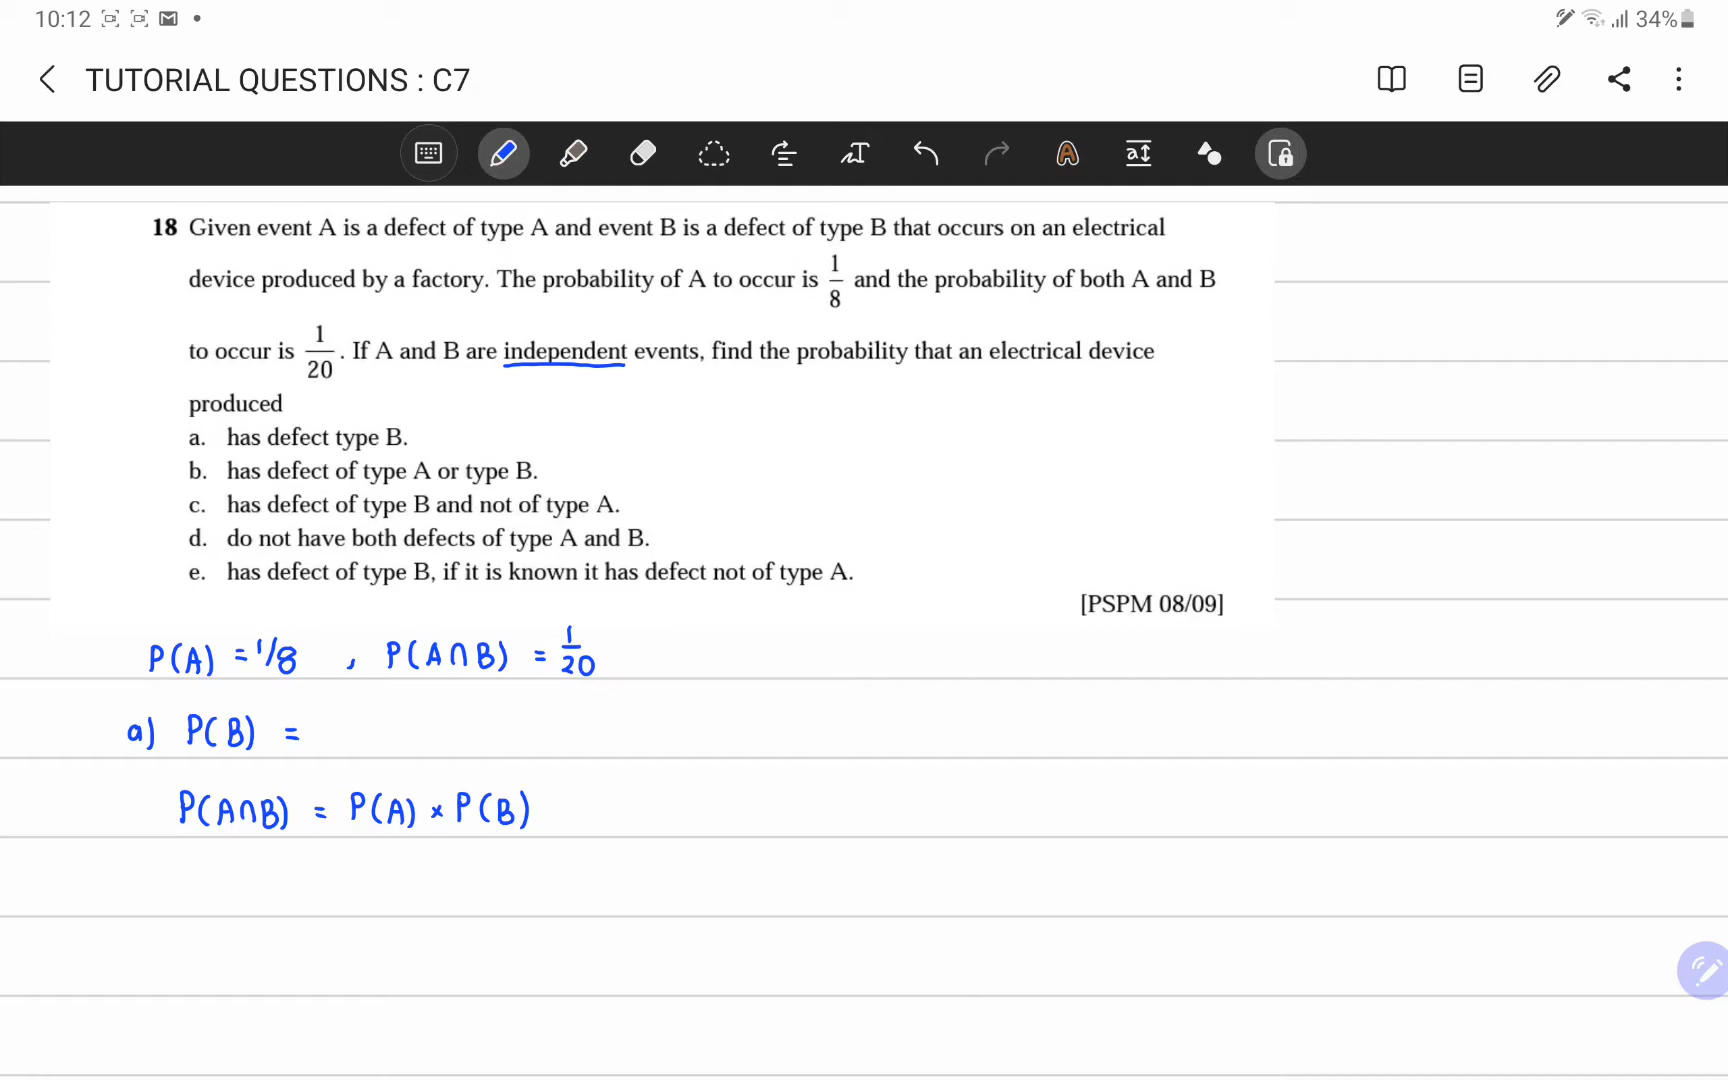 10:12 34%
TUTORIAL QUESTIONS : C7
18 Given event A is a defect of type A and event B is a defect of type B that occurs on an electrical
device produced by a factory. The probability of A to occur is 1/8 and the probability of both A and B
to occur is 1/20. If A and B are independent events, find the probability that an electrical device
produced
a. has defect type B.
b. has defect of type A or type B.
c. has defect of type B and not of type A.
d. do not have both defects of type A and B.
e. has defect of type B, if it is known it has defect not of type A.
[PSPM 08/09]
P(A) = 1/8 , P(A∩B) = 1/20
a) P(B) =
P(A∩B) = P(A) × P(B)